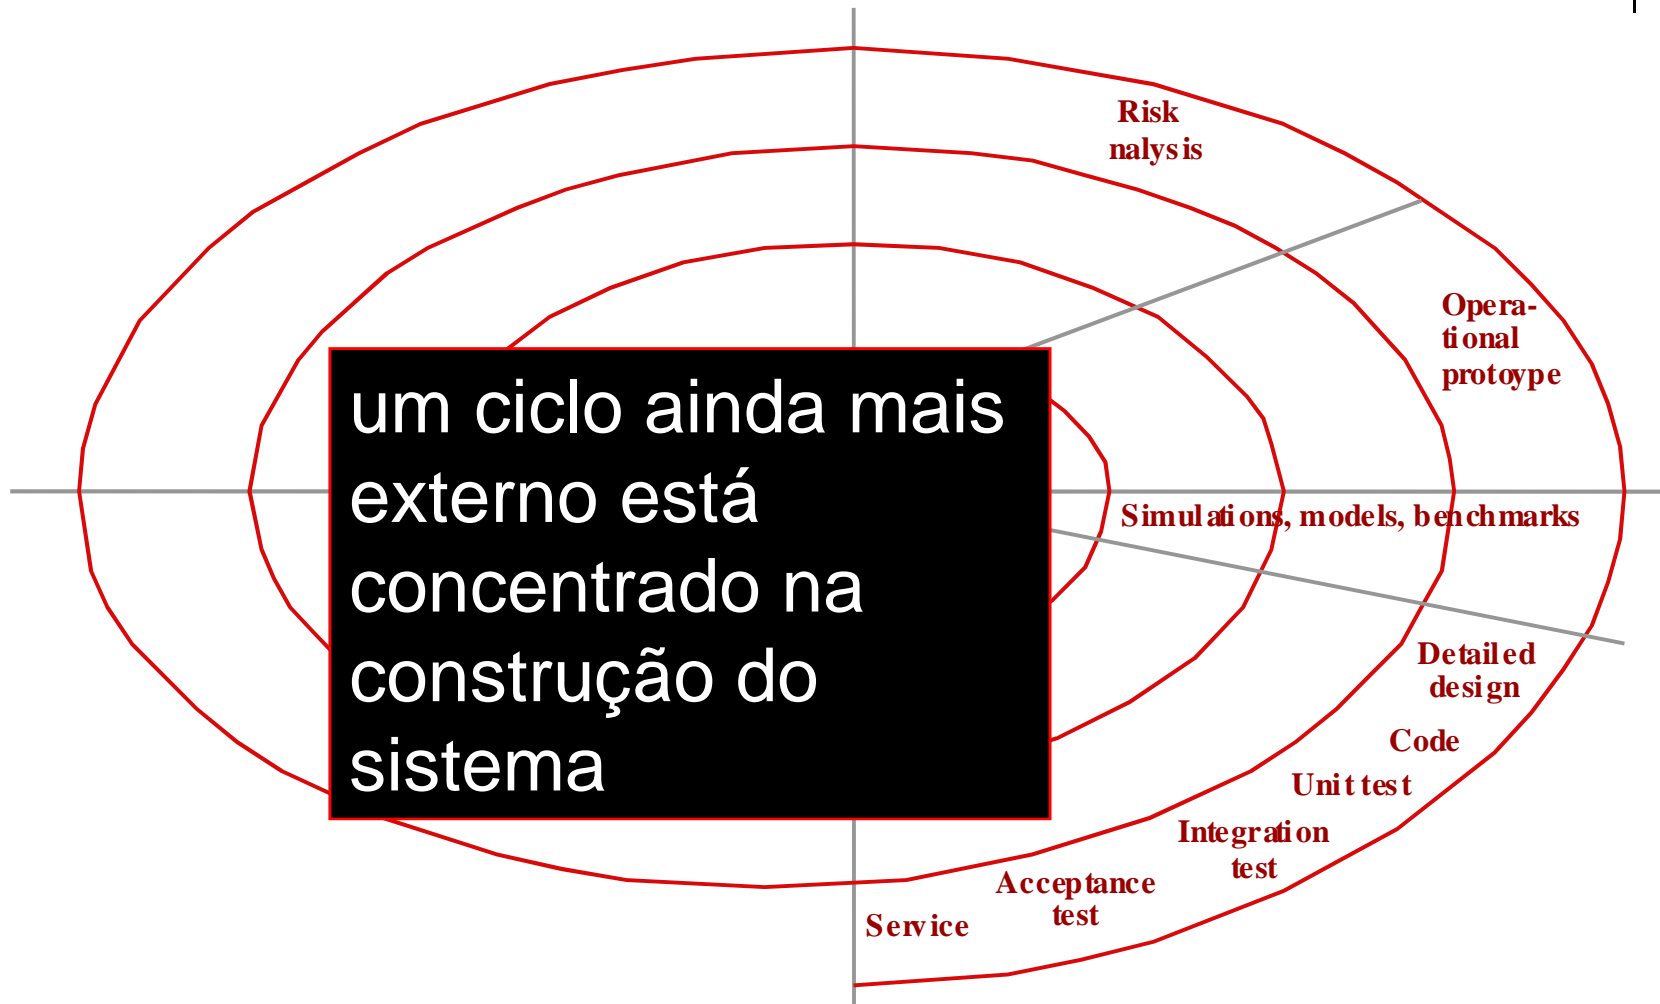 Risk
nalysis
Opera-
tional
protoype
um ciclo ainda mais
externo está
concentrado na
construção do
sistema
Simulations, models, benchmarks
Detailed
design
Code
Unit test
Integration
test
Acceptance
test
Service